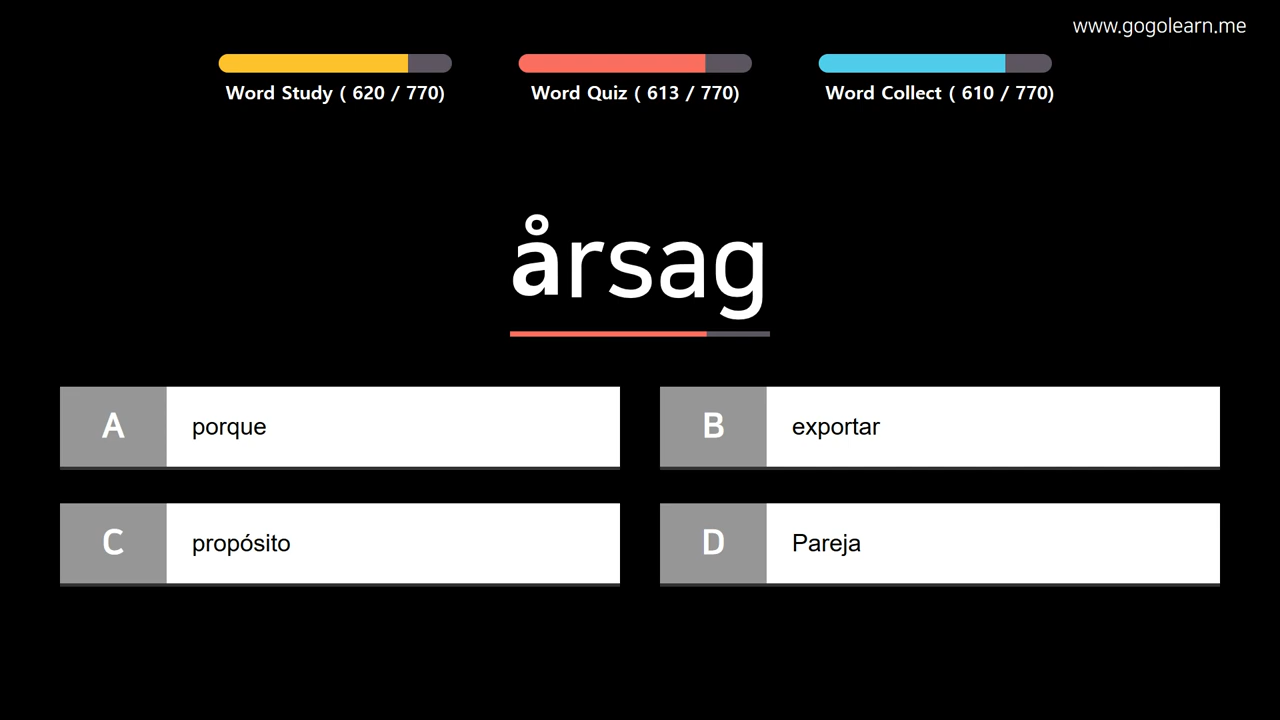 www.gogolearn.me
Word Study ( 620 / 770)
Word Quiz ( 613 / 770)
Word Collect ( 610 / 770)
årsag
A porque
B exportar
C propósito
D Pareja